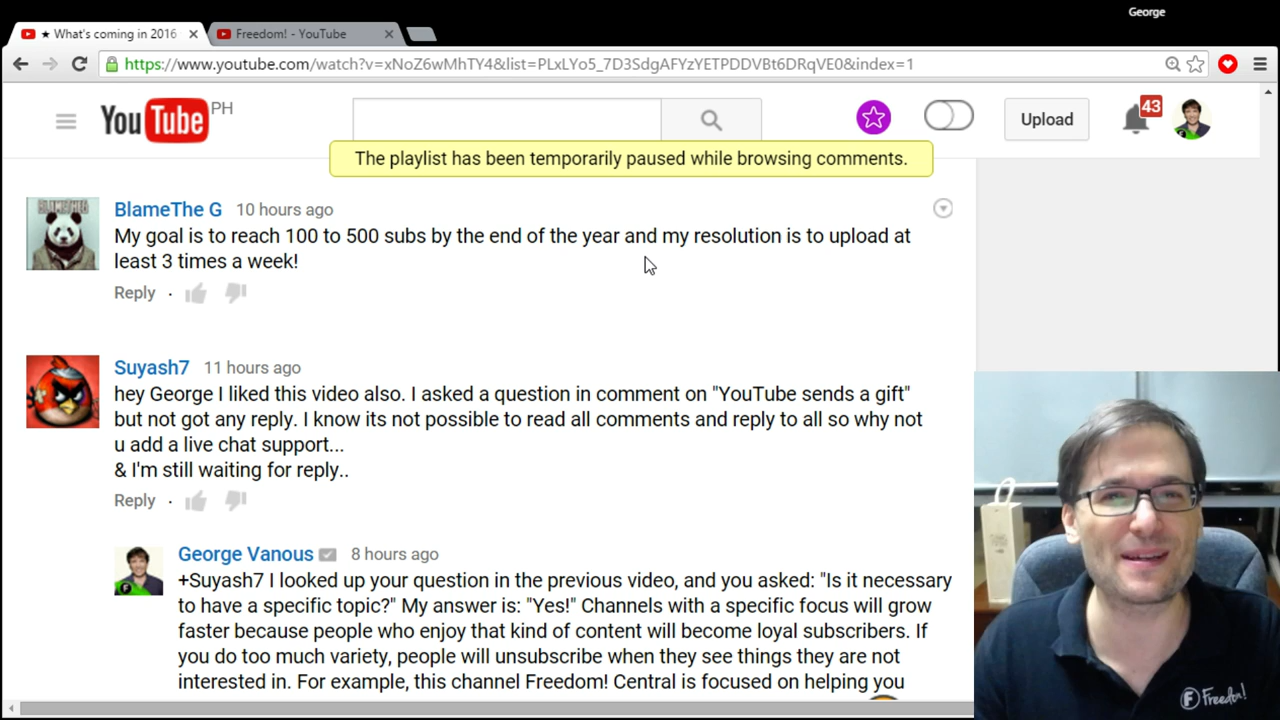 George
★ What's coming in 2016
Freedom! - YouTube
https://www.youtube.com/watch?v=xNoZ6wMhTY4&list=PLxLYo5_7D3SdgAFYzYETPDDVBt6DRqVE0&index=1
YouTube PH
Upload
43
The playlist has been temporarily paused while browsing comments.
BlameThe G 10 hours ago
My goal is to reach 100 to 500 subs by the end of the year and my resolution is to upload at
least 3 times a week!
Reply ·
Suyash7 11 hours ago
hey George I liked this video also. I asked a question in comment on "YouTube sends a gift"
but not got any reply. I know its not possible to read all comments and reply to all so why not
u add a live chat support...
& I'm still waiting for reply..
Reply ·
George Vanous 8 hours ago
+Suyash7 I looked up your question in the previous video, and you asked: "Is it necessary
to have a specific topic?" My answer is: "Yes!" Channels with a specific focus will grow
faster because people who enjoy that kind of content will become loyal subscribers. If
you do too much variety, people will unsubscribe when they see things they are not
interested in. For example, this channel Freedom! Central is focused on helping you
Freedom!